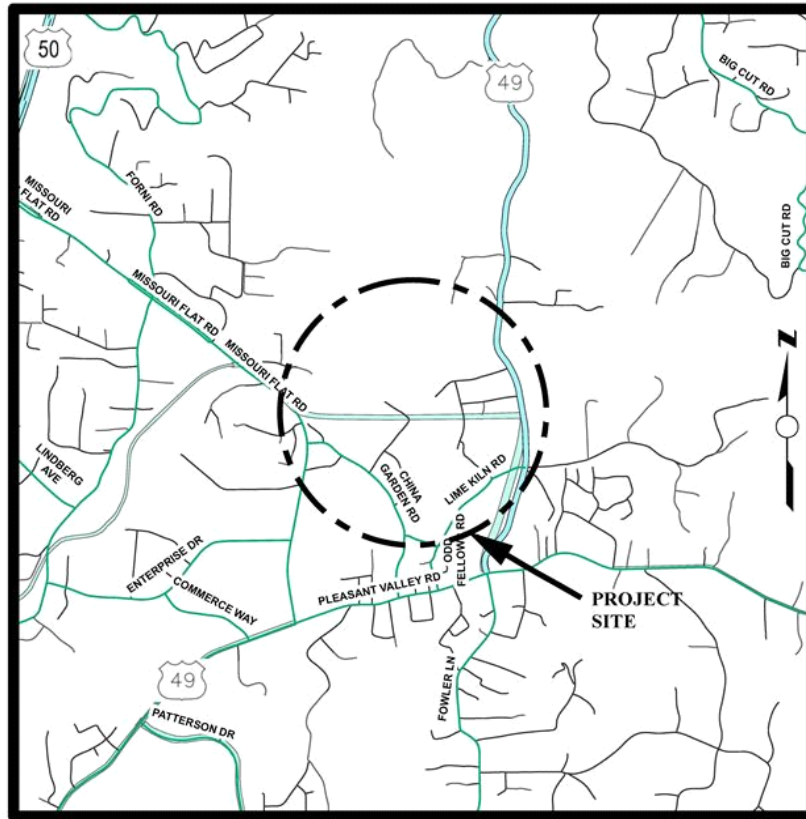 50
49
BIG CUT RD
MISSOURI
FLAT RD
FORNI RD
BIG CUT RD
MISSOURI FLAT RD
MISSOURI FLAT RD
N
LINDBERG
AVE
CHINA
GARDEN RD
LIME KILN RD
ODD
FELLOWS RD
ENTERPRISE DR
COMMERCE WAY
PLEASANT VALLEY RD
PROJECT
SITE
49
FOWLER LN
PATTERSON DR